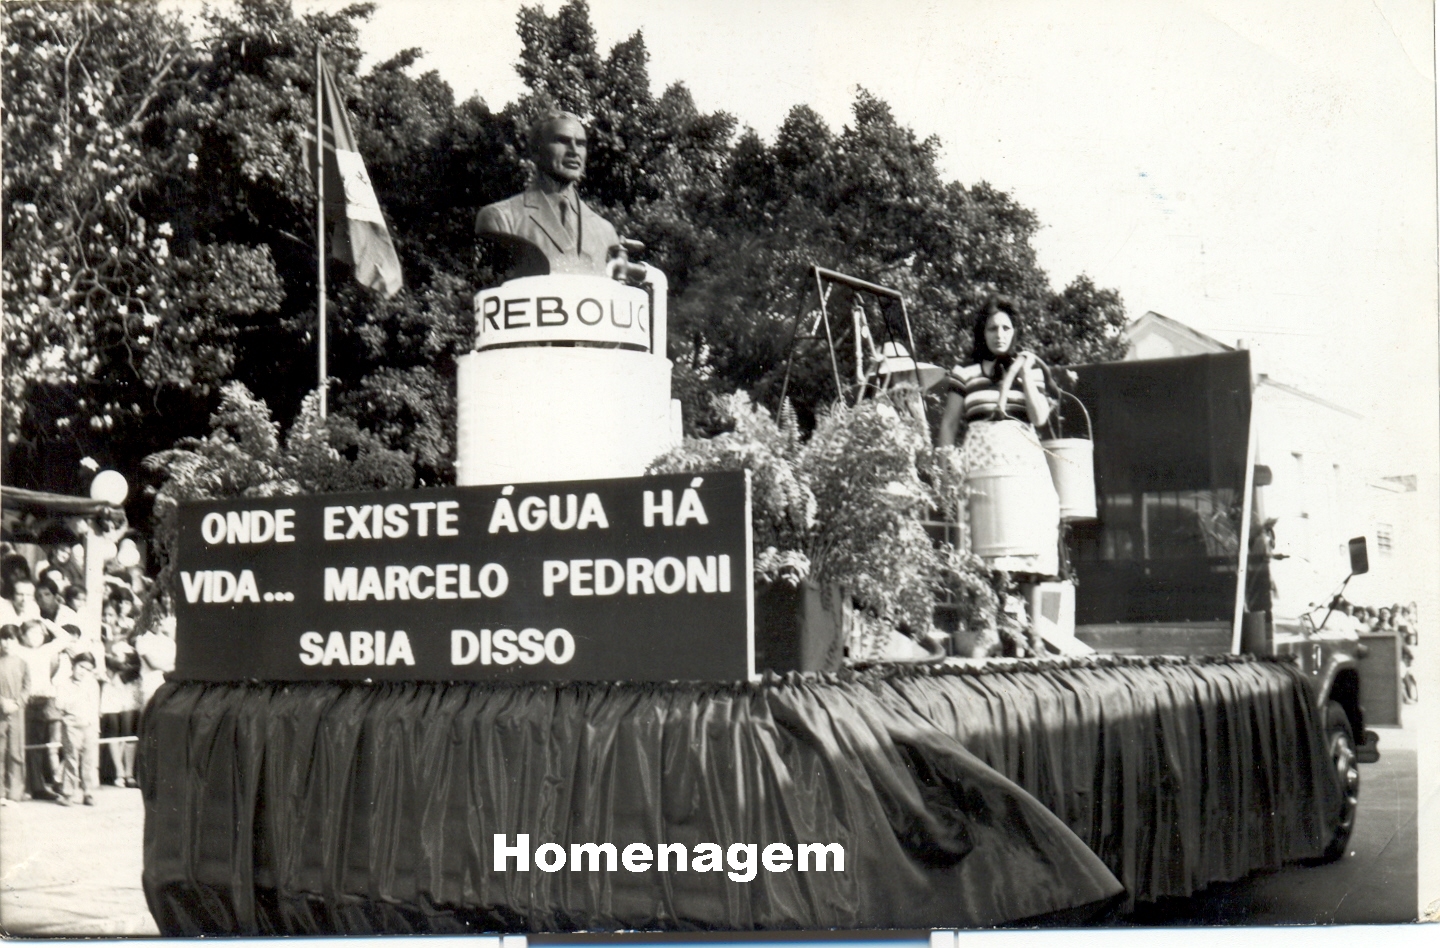 REBOUÇ
ONDE EXISTE ÁGUA HÁ
VIDA... MARCELO PEDRONI
SABIA DISSO
Homenagem